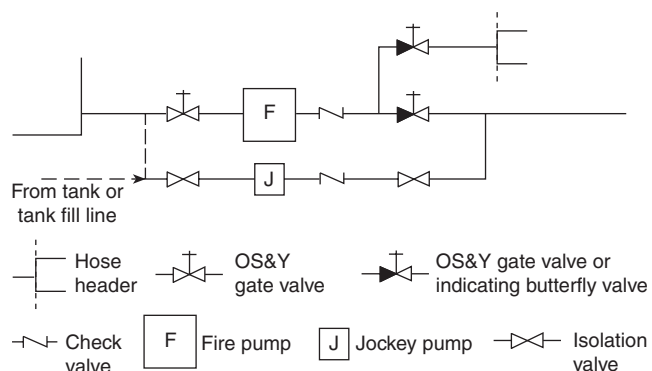 F
J
From tank or
tank fill line
Hose
header
OS&Y
gate valve
OS&Y gate valve or
indicating butterfly valve
Check
valve
F
Fire pump
J
Jockey pump
Isolation
valve